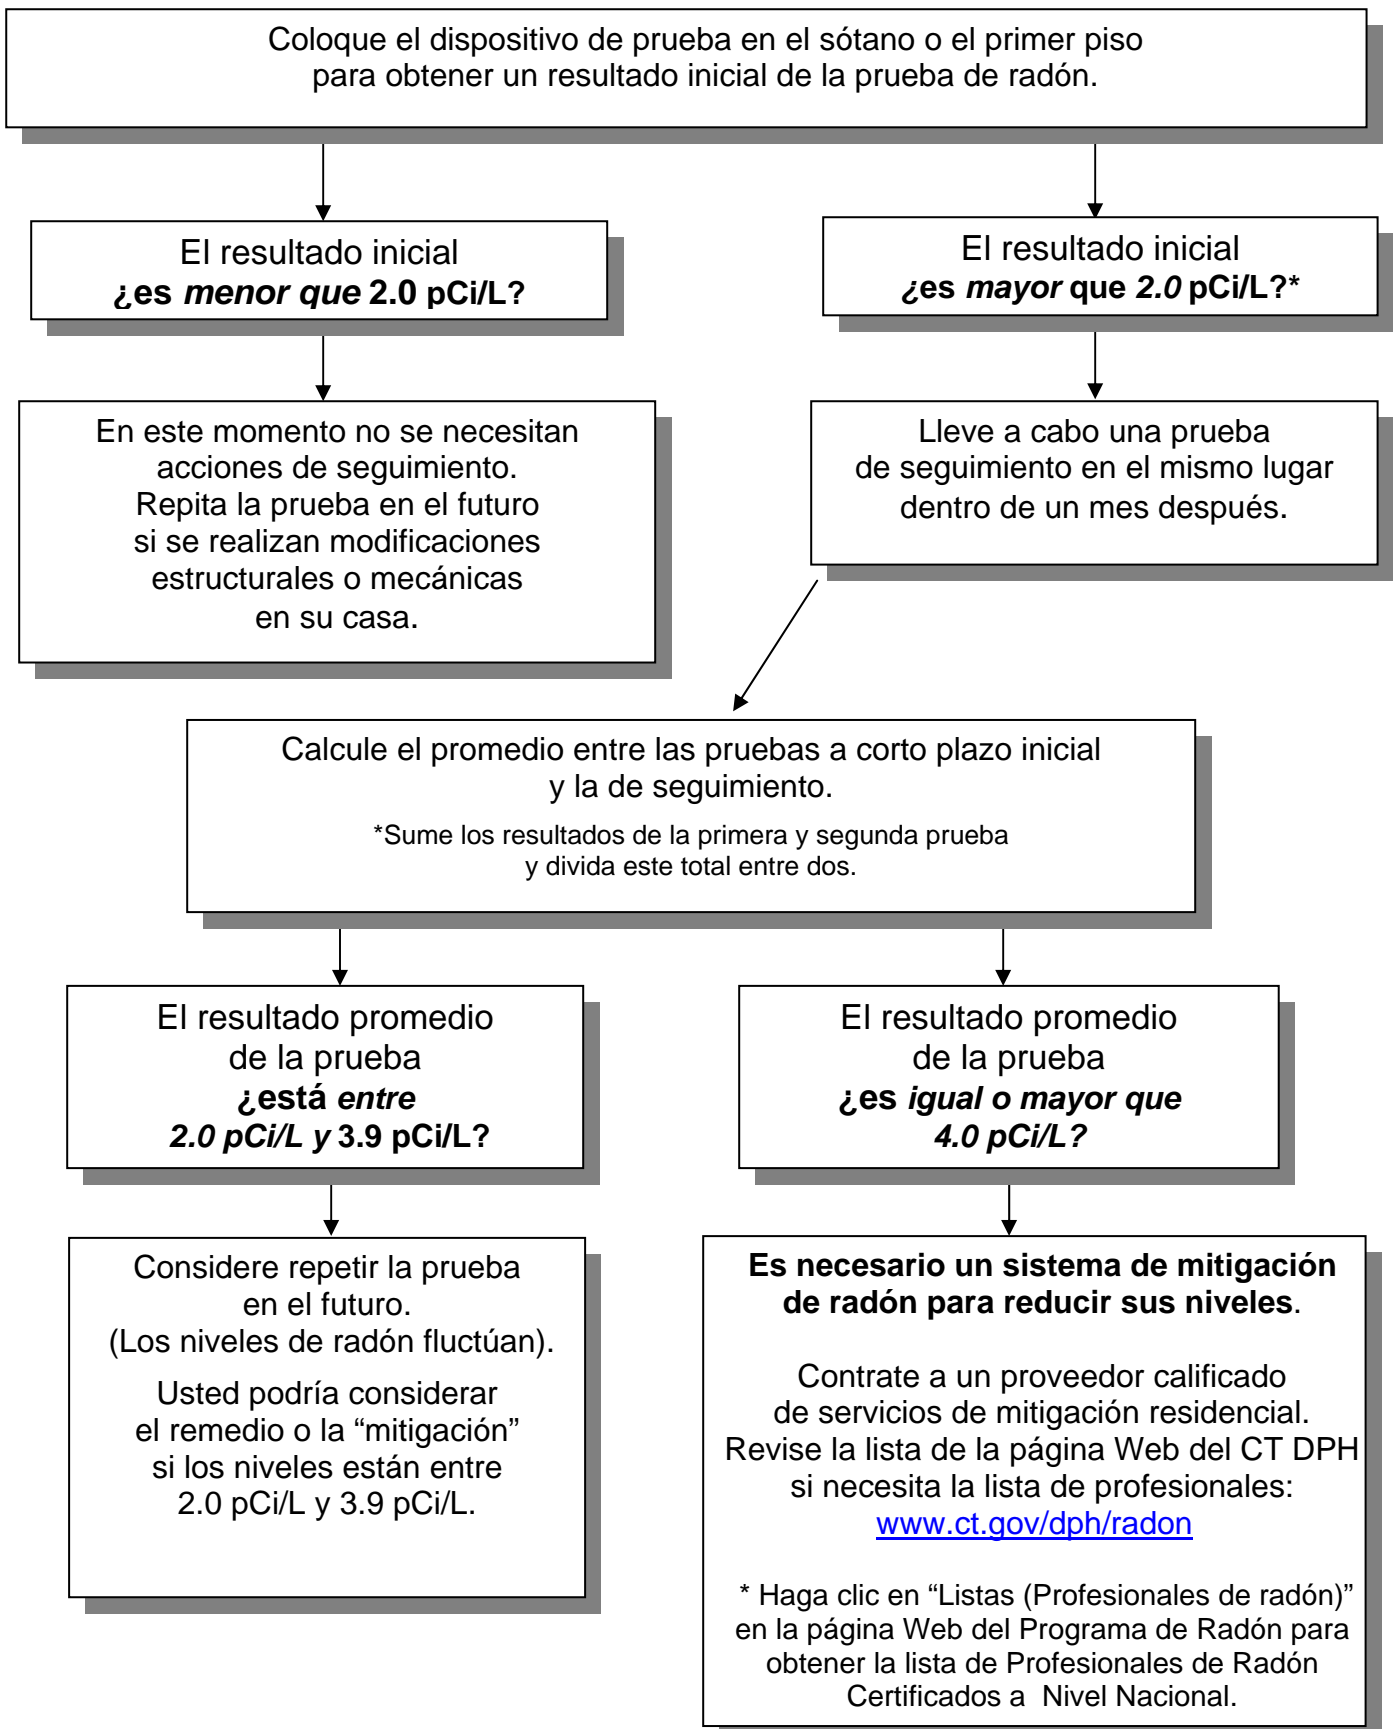 Coloque el dispositivo de prueba en el sótano o el primer piso
para obtener un resultado inicial de la prueba de radón.
El resultado inicial
¿es menor que 2.0 pCi/L?
El resultado inicial
¿es mayor que 2.0 pCi/L?*
En este momento no se necesitan
acciones de seguimiento.
Repita la prueba en el futuro
si se realizan modificaciones
estructurales o mecánicas
en su casa.
Lleve a cabo una prueba
de seguimiento en el mismo lugar
dentro de un mes después.
Calcule el promedio entre las pruebas a corto plazo inicial
y la de seguimiento.
*Sume los resultados de la primera y segunda prueba
y divida este total entre dos.
El resultado promedio
de la prueba
¿está entre
2.0 pCi/L y 3.9 pCi/L?
El resultado promedio
de la prueba
¿es igual o mayor que
4.0 pCi/L?
Considere repetir la prueba
en el futuro.
(Los niveles de radón fluctúan).
Usted podría considerar
el remedio o la “mitigación”
si los niveles están entre
2.0 pCi/L y 3.9 pCi/L.
Es necesario un sistema de mitigación
de radón para reducir sus niveles.
Contrate a un proveedor calificado
de servicios de mitigación residencial.
Revise la lista de la página Web del CT DPH
si necesita la lista de profesionales:
www.ct.gov/dph/radon
* Haga clic en “Listas (Profesionales de radón)”
en la página Web del Programa de Radón para
obtener la lista de Profesionales de Radón
Certificados a Nivel Nacional.